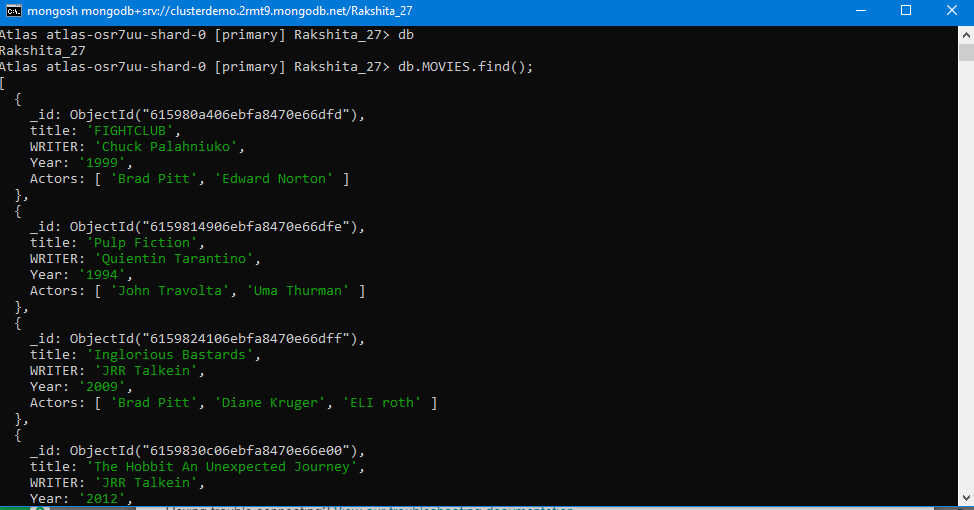 mongosh mongodb+srv://clusterdemo.2rmt9.mongodb.net/Rakshita_27
Atlas atlas-osr7uu-shard-0 [primary] Rakshita_27> db
Rakshita_27
Atlas atlas-osr7uu-shard-0 [primary] Rakshita_27> db.MOVIES.find();
[
  {
    _id: ObjectId("615980a406ebfa8470e66dfd"),
    title: 'FIGHTCLUB',
    WRITER: 'Chuck Palahniuko',
    Year: '1999',
    Actors: [ 'Brad Pitt', 'Edward Norton' ]
  },
  {
    _id: ObjectId("6159814906ebfa8470e66dfe"),
    title: 'Pulp Fiction',
    WRITER: 'Quientin Tarantino',
    Year: '1994',
    Actors: [ 'John Travolta', 'Uma Thurman' ]
  },
  {
    _id: ObjectId("6159824106ebfa8470e66dff"),
    title: 'Inglorious Bastards',
    WRITER: 'JRR Talkein',
    Year: '2009',
    Actors: [ 'Brad Pitt', 'Diane Kruger', 'ELI roth' ]
  },
  {
    _id: ObjectId("6159830c06ebfa8470e66e00"),
    title: 'The Hobbit An Unexpected Journey',
    WRITER: 'JRR Talkein',
    Year: '2012',